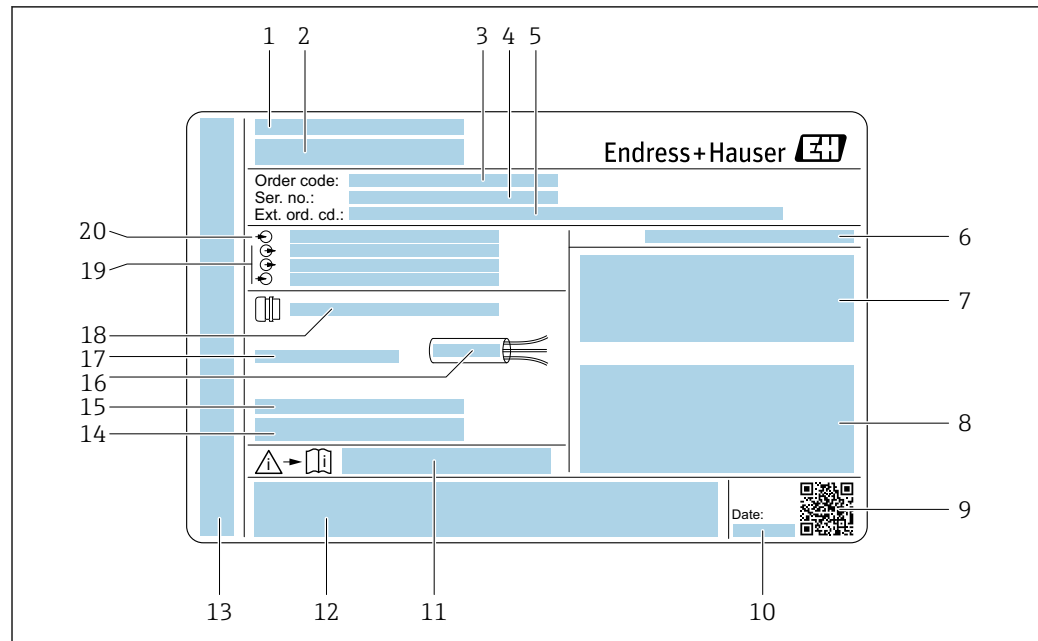 1 2 3 4 5
Endress+Hauser EH
Order code:
Ser. no.:
Ext. ord. cd.:
20
6
19
7
18
17
16
15
8
14
i i
Date:
9
13 12 11 10